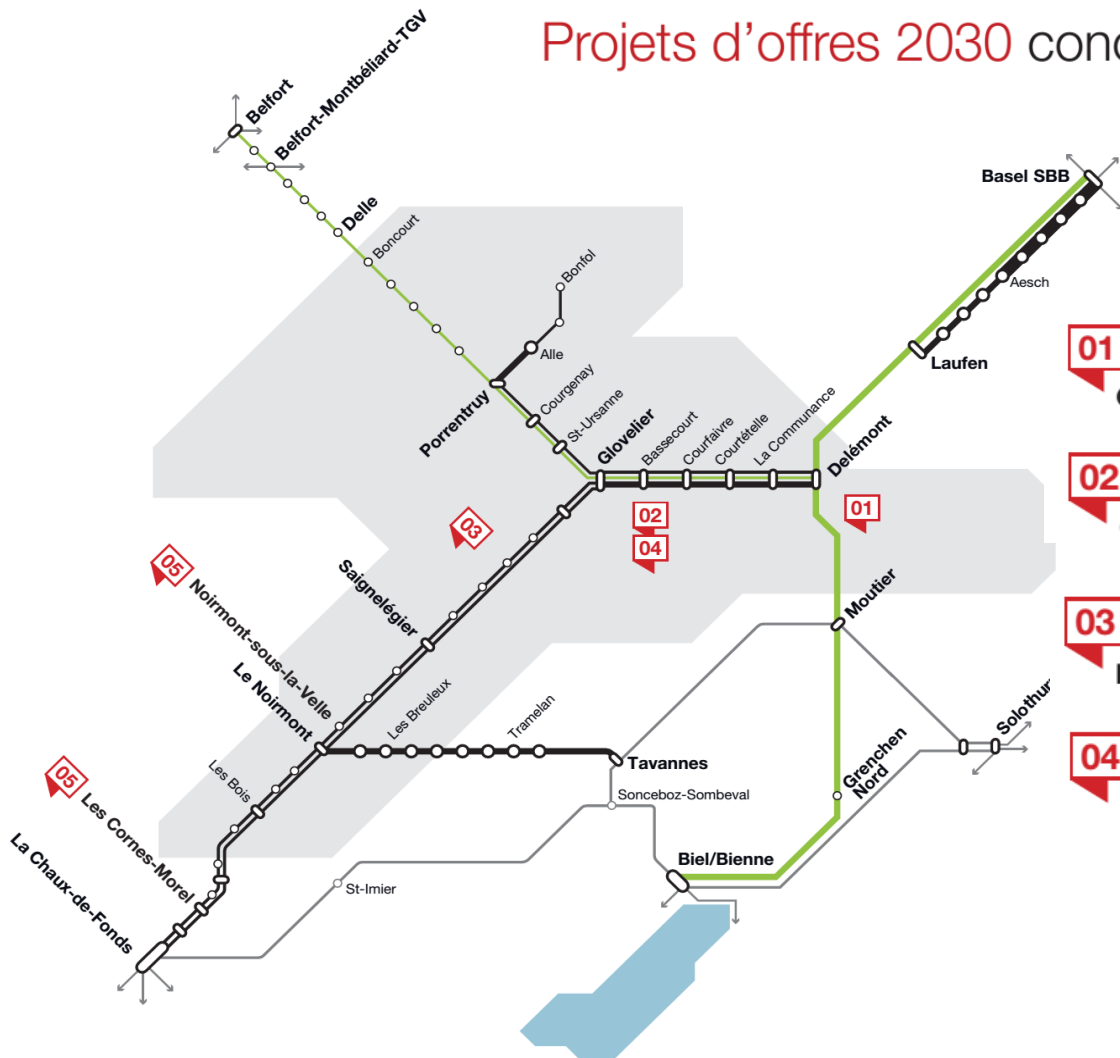 Projets d'offres 2030
Belfort
Belfort-Montbéliard-TGV
Delle
Boncourt
Bonfol
Alle
Porrentruy
Courgenay
St-Ursanne
Glovelier
Bassecourt
Courfaivre
Courtételle
La Communance
Delémont
Basel SBB
Aesch
Laufen
01
02
03
04
01
02
04
03
05
05
Saignelégier
Noirmont-sous-la-Velle
Le Noirmont
Les Breuleux
Tramelan
Tavannes
Moutier
Grenchen
Nord
Les Bois
Les Cornes-Morel
La Chaux-de-Fonds
St-Imier
Sonceboz-Sombeval
Biel/Bienne